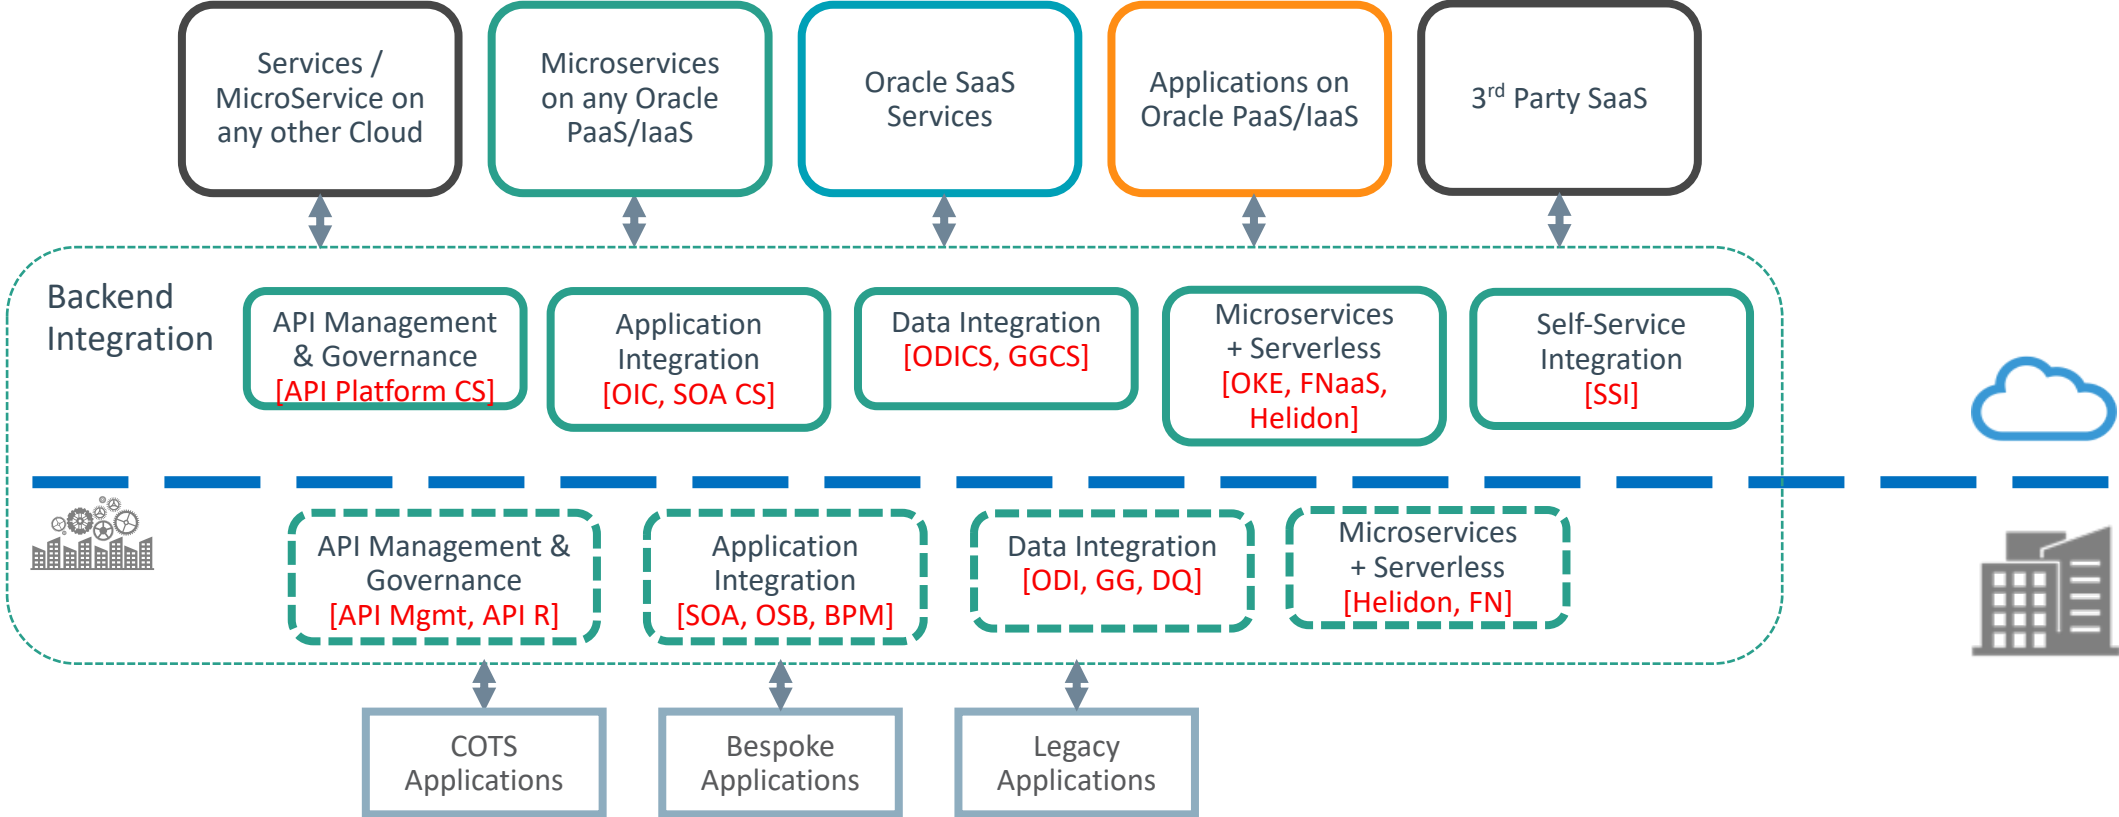 Services /
MicroService on
any other Cloud
Microservices
on any Oracle
PaaS/IaaS
Oracle SaaS
Services
Applications on
Oracle PaaS/IaaS
3rd Party SaaS
Backend
Integration
API Management
& Governance
[API Platform CS]
Application
Integration
[OIC, SOA CS]
Data Integration
[ODICS, GGCS]
Microservices
+ Serverless
[OKE, FNaaS,
Helidon]
Self-Service
Integration
[SSI]
API Management &
Governance
[API Mgmt, API R]
Application
Integration
[SOA, OSB, BPM]
Data Integration
[ODI, GG, DQ]
Microservices
+ Serverless
[Helidon, FN]
COTS
Applications
Bespoke
Applications
Legacy
Applications